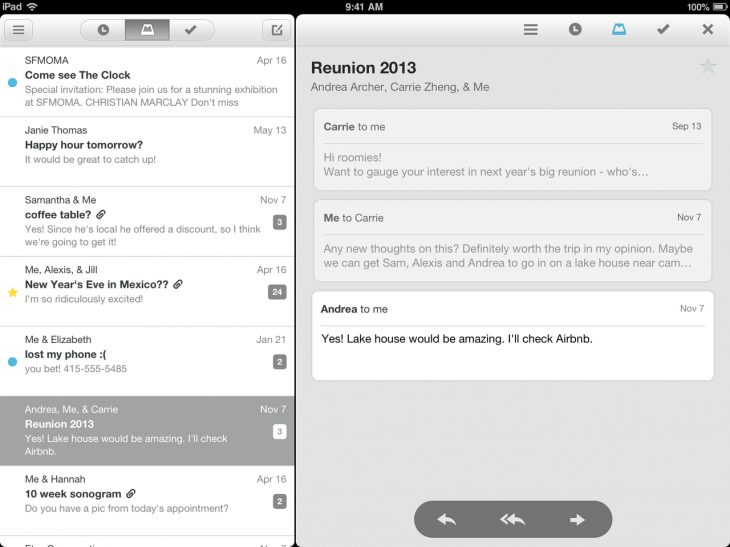 iPad
9:41 AM
100%
SFMOMA
Apr 16
Come see The Clock
Special invitation: Please join us for a stunning exhibition
at SFMOMA. CHRISTIAN MARCLAY Don't miss
Janie Thomas
May 13
Happy hour tomorrow?
It would be great to catch up!
Samantha & Me
Nov 7
coffee table?
Yes! Since he's local he offered a discount, so I think
we're going to get it!
3
Me, Alexis, & Jill
Apr 16
New Year's Eve in Mexico??
I'm so ridiculously excited!
24
Me & Elizabeth
Jan 21
lost my phone :(
you bet! 415-555-5485
2
Andrea, Me, & Carrie
Nov 7
Reunion 2013
Yes! Lake house would be amazing. I'll check
Airbnb.
3
Me & Hannah
Apr 16
10 week sonogram
Do you have a pic from today's appointment?
2
Reunion 2013
Andrea Archer, Carrie Zheng, & Me
Carrie to me
Sep 13
Hi roomies!
Want to gauge your interest in next year's big reunion - who's…
Me to Carrie
Nov 7
Any new thoughts on this? Definitely worth the trip in my opinion. Maybe
we can get Sam, Alexis and Andrea to go in on a lake house near cam…
Andrea to me
Nov 7
Yes! Lake house would be amazing. I'll check Airbnb.